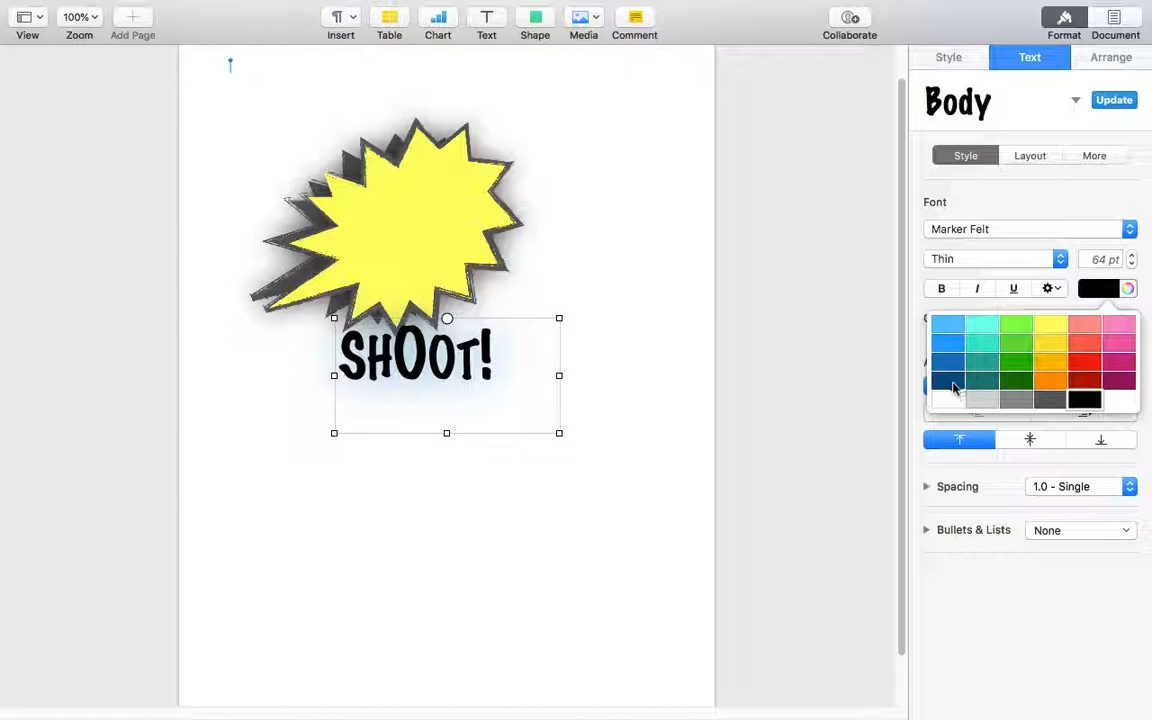 View
100%
Zoom
Add Page
Insert
Table
Chart
Text
Shape
Media
Comment
Collaborate
Format
Document
Style
Text
Arrange
Body
Update
Style
Layout
More
Font
Marker Felt
Thin
64 pt
B
I
U
SHOOT!
Spacing
1.0 - Single
Bullets & Lists
None